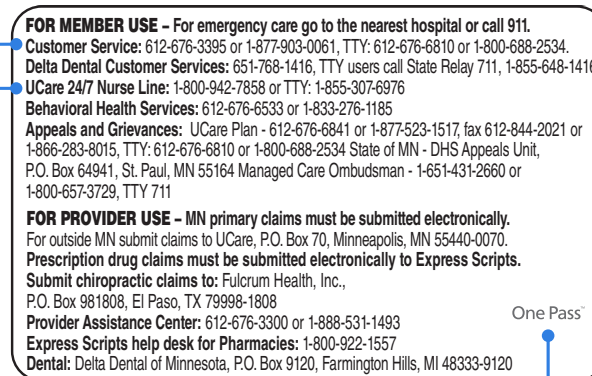 FOR MEMBER USE – For emergency care go to the nearest hospital or call 911.
Customer Service: 612-676-3395 or 1-877-903-0061, TTY: 612-676-6810 or 1-800-688-2534.
Delta Dental Customer Services: 651-768-1416, TTY users call State Relay 711, 1-855-648-1416
UCare 24/7 Nurse Line: 1-800-942-7858 or TTY: 1-855-307-6976
Behavioral Health Services: 612-676-6533 or 1-833-276-1185
Appeals and Grievances: UCare Plan - 612-676-6841 or 1-877-523-1517, fax 612-844-2021 or
1-866-283-8015, TTY: 612-676-6810 or 1-800-688-2534 State of MN - DHS Appeals Unit,
P.O. Box 64941, St. Paul, MN 55164 Managed Care Ombudsman - 1-651-431-2660 or
1-800-657-3729, TTY 711
FOR PROVIDER USE – MN primary claims must be submitted electronically.
For outside MN submit claims to UCare, P.O. Box 70, Minneapolis, MN 55440-0070.
Prescription drug claims must be submitted electronically to Express Scripts.
Submit chiropractic claims to: Fulcrum Health, Inc.,
P.O. Box 981808, El Paso, TX 79998-1808
Provider Assistance Center: 612-676-3300 or 1-888-531-1493
One Pass™
Express Scripts help desk for Pharmacies: 1-800-922-1557
Dental: Delta Dental of Minnesota, P.O. Box 9120, Farmington Hills, MI 48333-9120